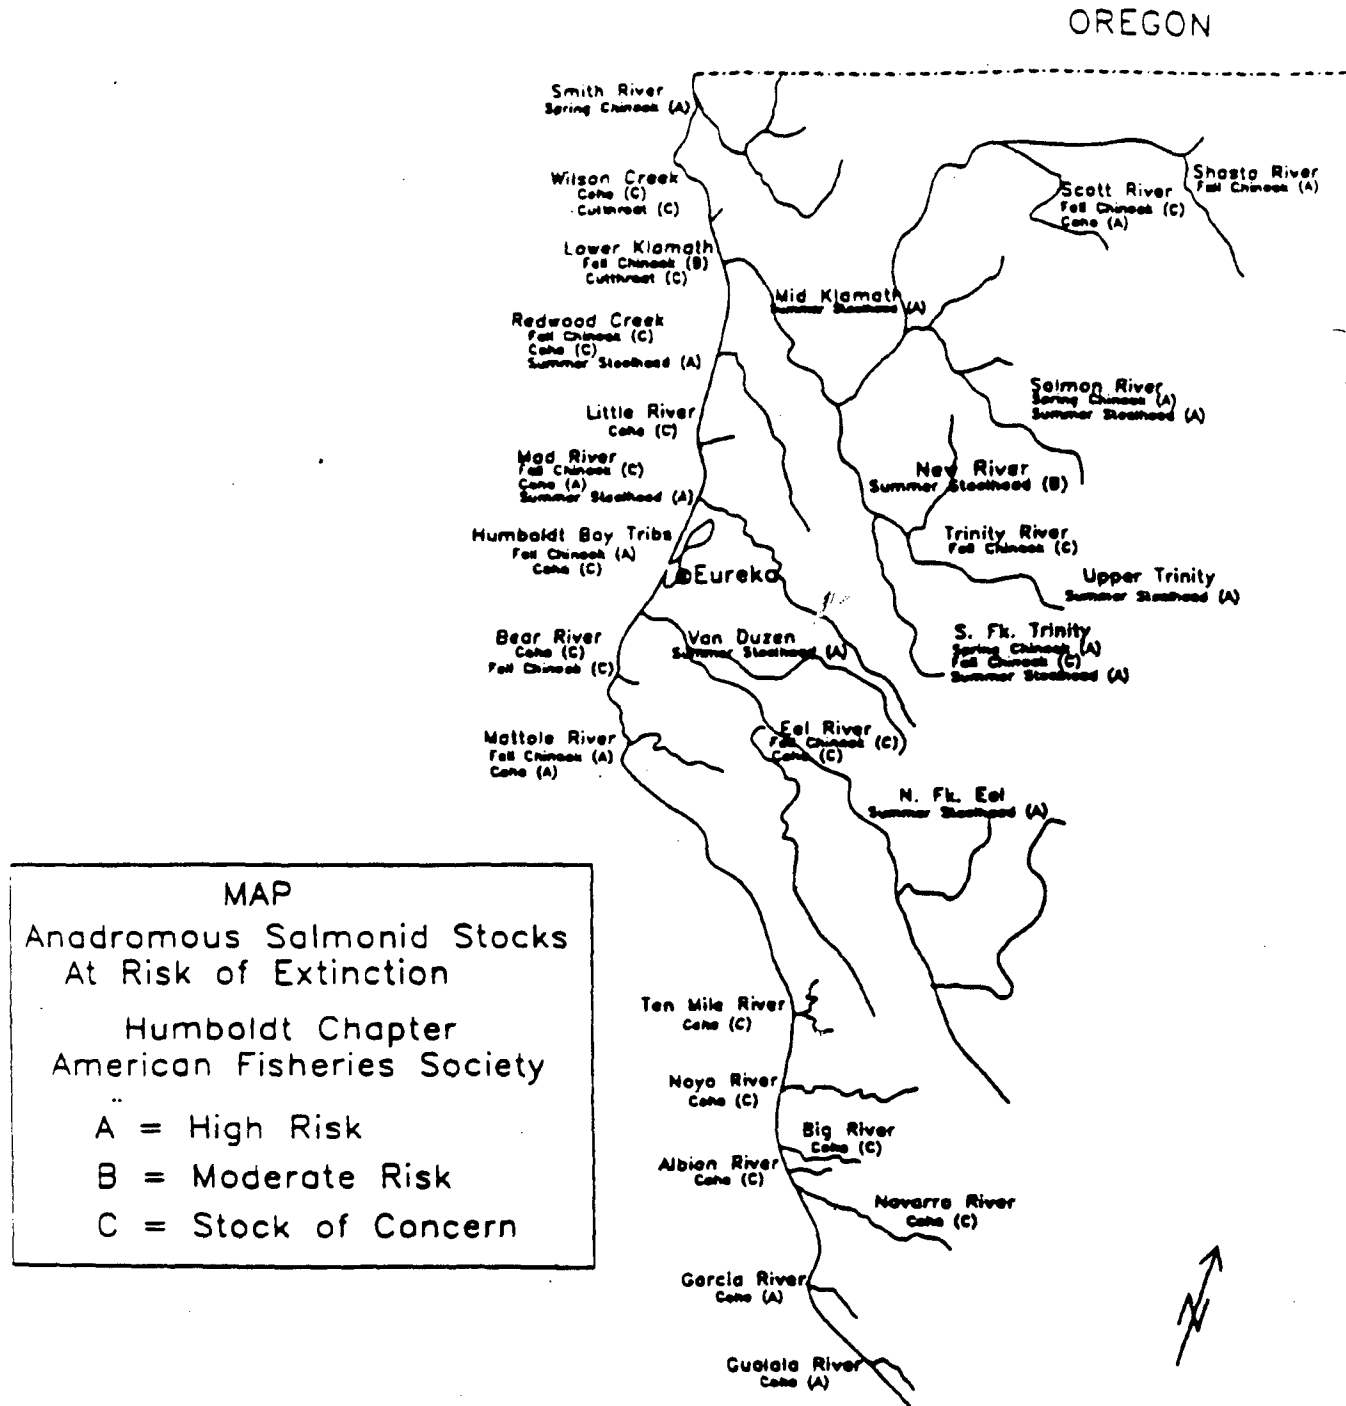 OREGON
Smith River
Spring Chinook (A)
Wilson Creek
Coho (C)
Cutthroat (C)
Lower Klamath
Fall Chinook (B)
Cutthroat (C)
Redwood Creek
Fall Chinook (C)
Coho (C)
Summer Steelhead (A)
Little River
Coho (C)
Mad River
Fall Chinook (C)
Coho (A)
Summer Steelhead (A)
Humboldt Bay Tribs
Fall Chinook (A)
Coho (C)
Eureka
Bear River
Coho (C)
Fall Chinook (C)
Mattole River
Fall Chinook (A)
Coho (A)
Shasta River
Fall Chinook (A)
Scott River
Fall Chinook (C)
Coho (A)
Mid Klamath
Summer Steelhead (A)
Salmon River
Spring Chinook (A)
Summer Steelhead (A)
New River
Summer Steelhead (B)
Trinity River
Fall Chinook (C)
Upper Trinity
Summer Steelhead (A)
S. Fk. Trinity
Spring Chinook (A)
Fall Chinook (C)
Summer Steelhead (A)
Van Duzen
Summer Steelhead (A)
Eel River
Fall Chinook (C)
Coho (C)
N. Fk. Eel
Summer Steelhead (A)
Ten Mile River
Coho (C)
Noyo River
Coho (C)
Big River
Coho (C)
Albion River
Coho (C)
Navarro River
Coho (C)
Garcia River
Coho (A)
Gualala River
Coho (A)
MAP
Anadromous Salmonid Stocks
At Risk of Extinction
Humboldt Chapter
American Fisheries Society
A = High Risk
B = Moderate Risk
C = Stock of Concern
N